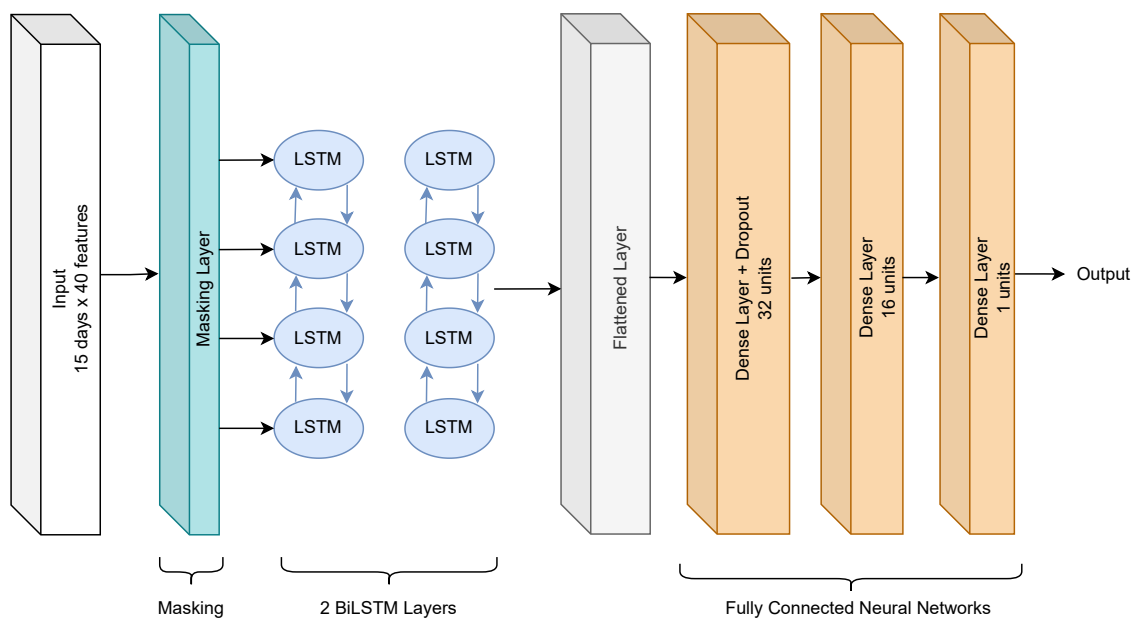 Input
15 days x 40 features
Masking Layer
LSTM
LSTM
LSTM
LSTM
LSTM
LSTM
LSTM
LSTM
Flattened Layer
Dense Layer + Dropout
32 units
Dense Layer
16 units
Dense Layer
1 units
Output
Masking
2 BiLSTM Layers
Fully Connected Neural Networks